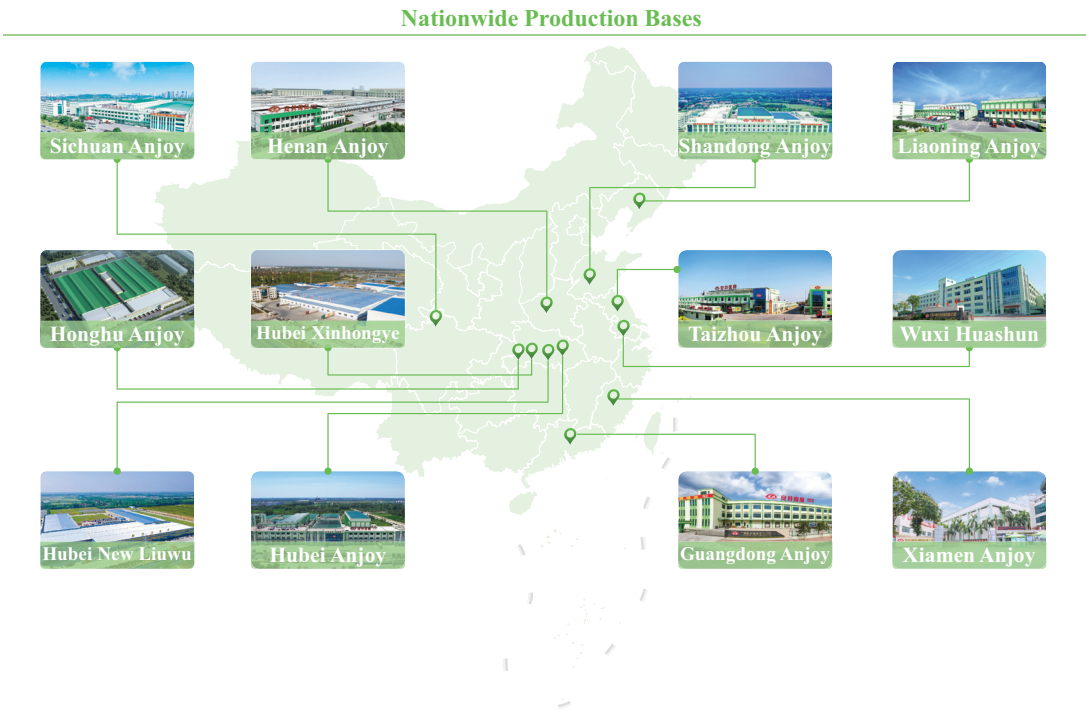 Nationwide Production Bases
Sichuan Anjoy
Henan Anjoy
Shandong Anjoy
Liaoning Anjoy
Honghu Anjoy
Hubei Xinhongye
Taizhou Anjoy
Wuxi Huashun
Hubei New Liuwu
Hubei Anjoy
Guangdong Anjoy
Xiamen Anjoy